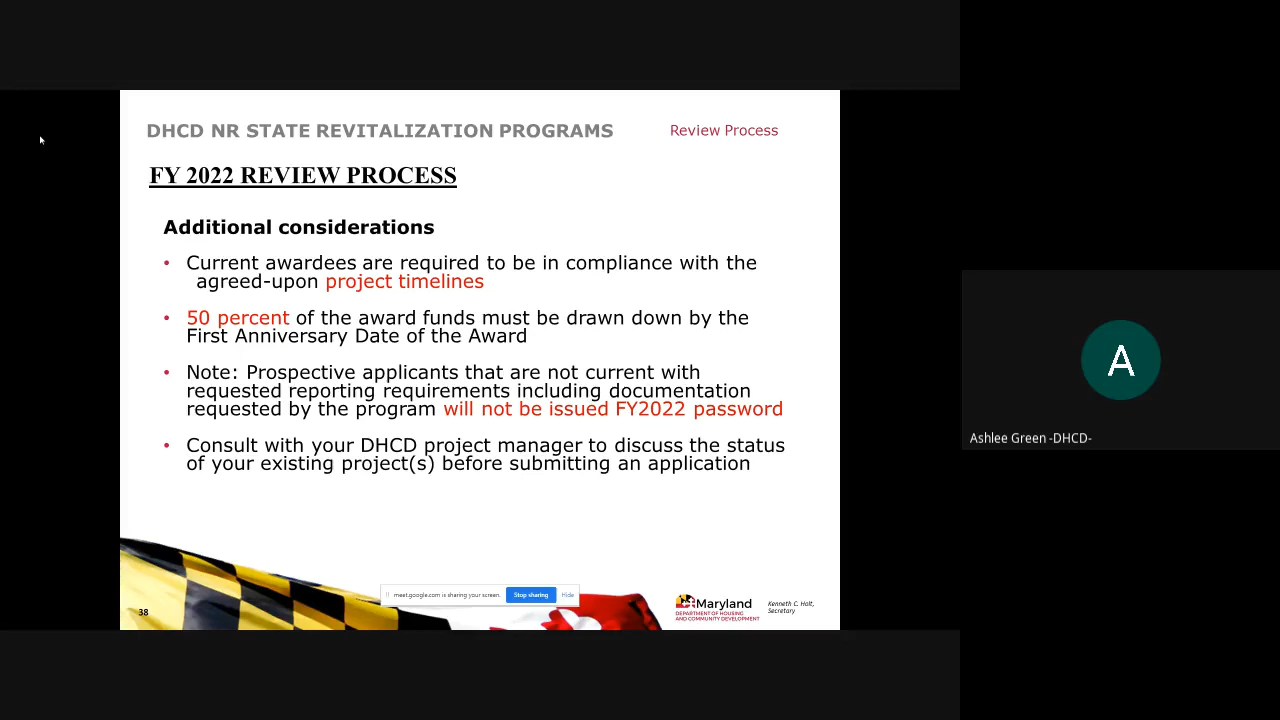 DHCD NR STATE REVITALIZATION PROGRAMS
Review Process
FY 2022 REVIEW PROCESS
Additional considerations
• Current awardees are required to be in compliance with the
agreed-upon project timelines
• 50 percent of the award funds must be drawn down by the
First Anniversary Date of the Award
• Note: Prospective applicants that are not current with
requested reporting requirements including documentation
requested by the program will not be issued FY2022 password
• Consult with your DHCD project manager to discuss the status
of your existing project(s) before submitting an application
A
Ashlee Green -DHCD-
meet.google.com is sharing your screen.
Stop sharing
Hide
38
Maryland
DEPARTMENT OF HOUSING
AND COMMUNITY DEVELOPMENT
Kenneth C. Holt,
Secretary